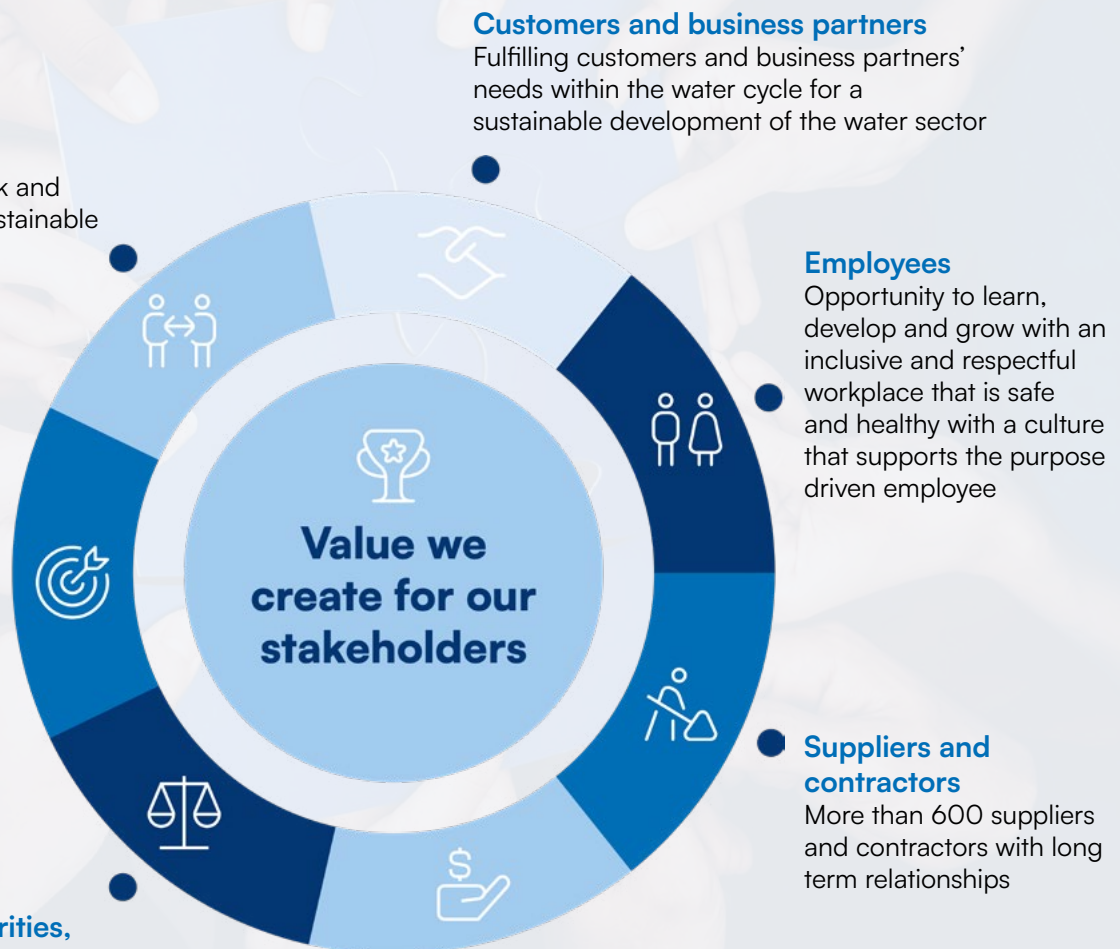 Customers and business partners
Fulfilling customers and business partners’
needs within the water cycle for a
sustainable development of the water sector
and
Employees
Opportunity to learn,
develop and grow with an
inclusive and respectful
workplace that is safe
and healthy with a culture
that supports the purpose
driven employee
Value we
create for our
stakeholders
Suppliers and
contractors
More than 600 suppliers
and contractors with long
term relationships
$